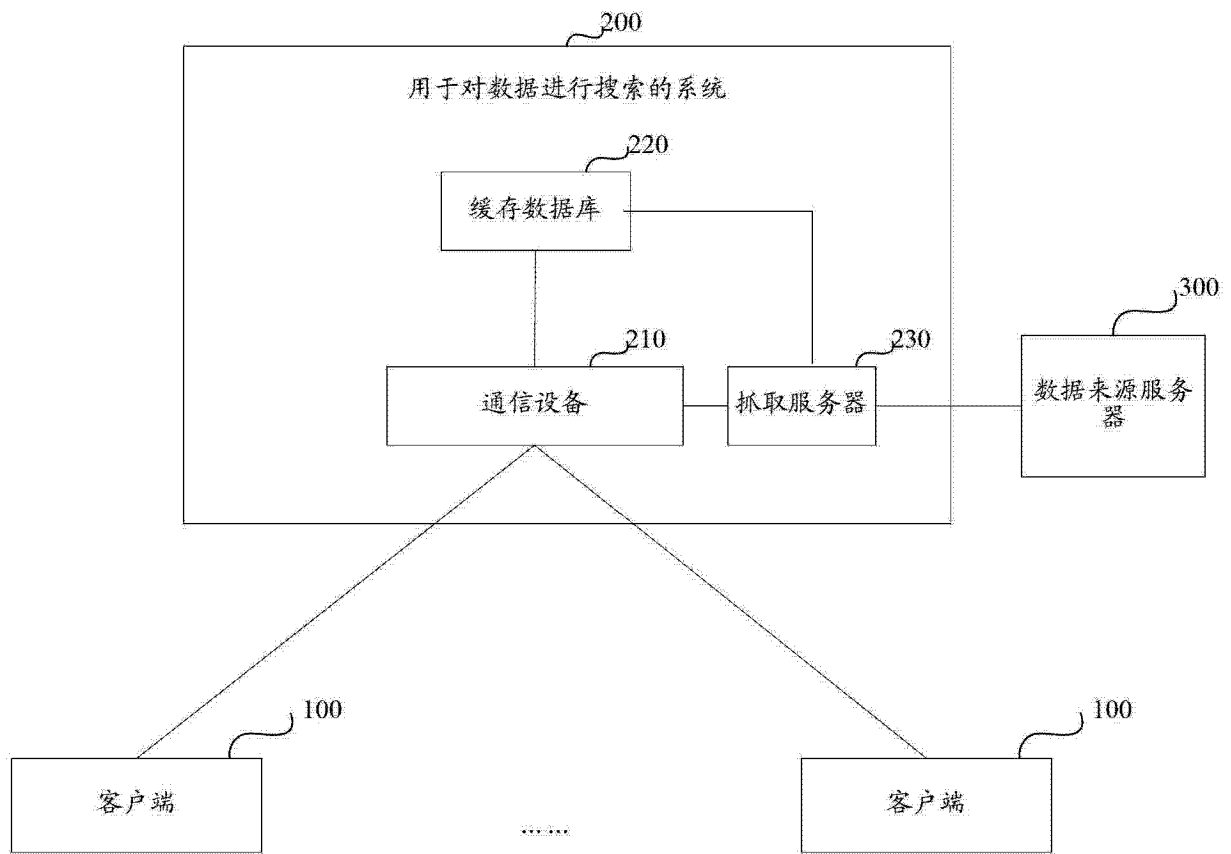 200
用于对数据进行搜索的系统
220
缓存数据库
300
210
230
通信设备
抓取服务器
数据来源服务
器
100
100
客户端
客户端
... ...